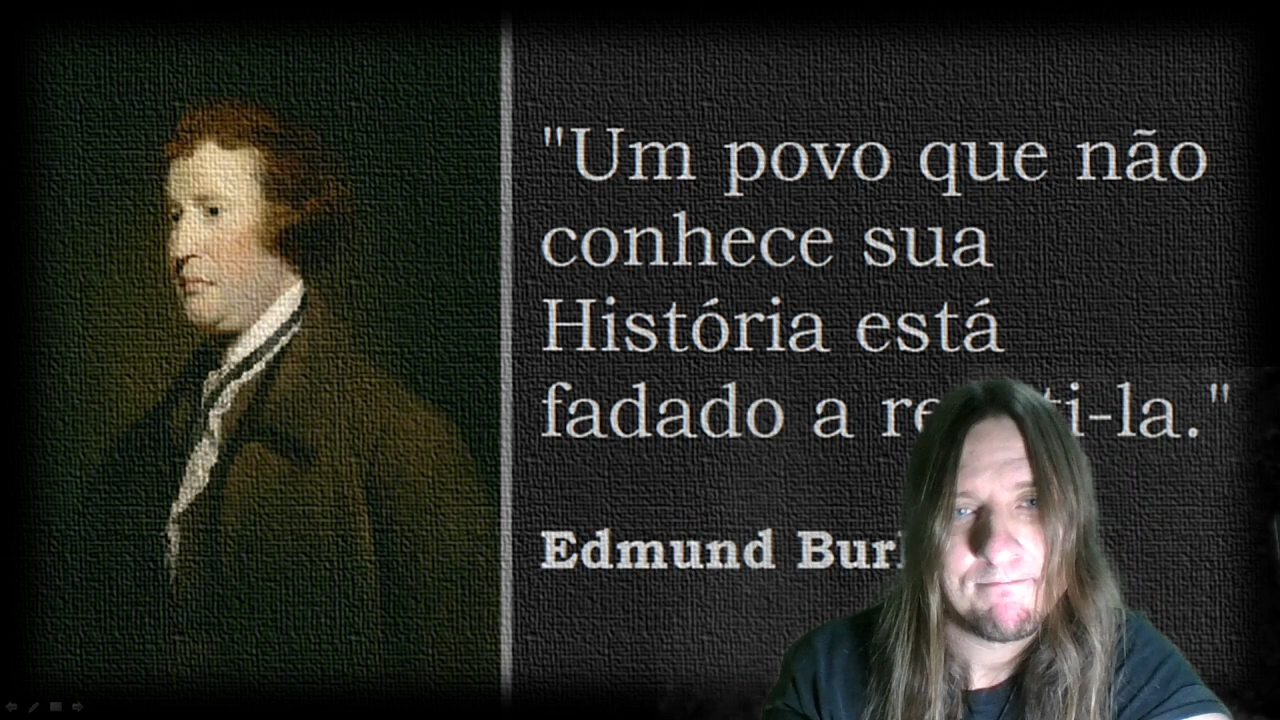 "Um povo que não
conhece sua
História está
fadado a
Edmund